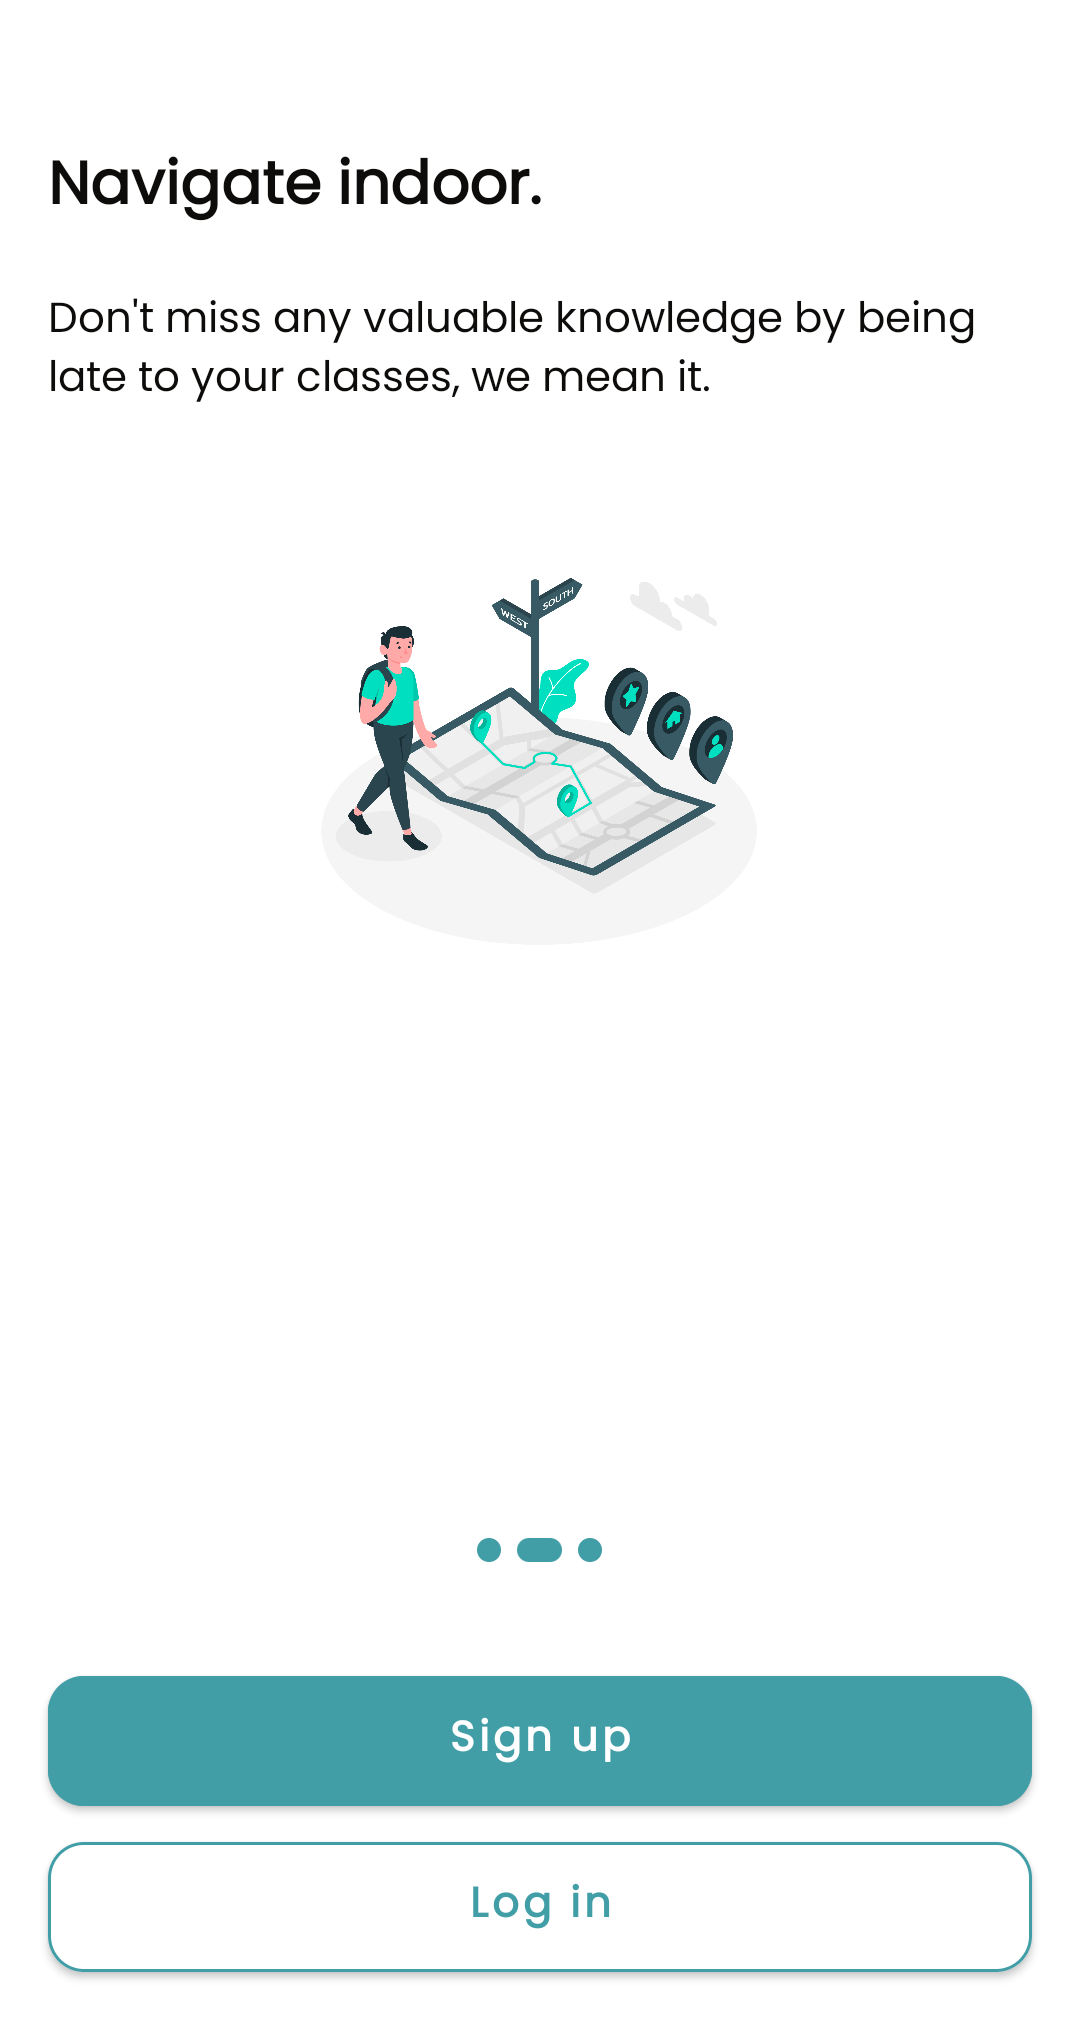 Navigate indoor.
Don't miss any valuable knowledge by being
late to your classes, we mean it.
SOUTH
WEST
Sign up
Log in